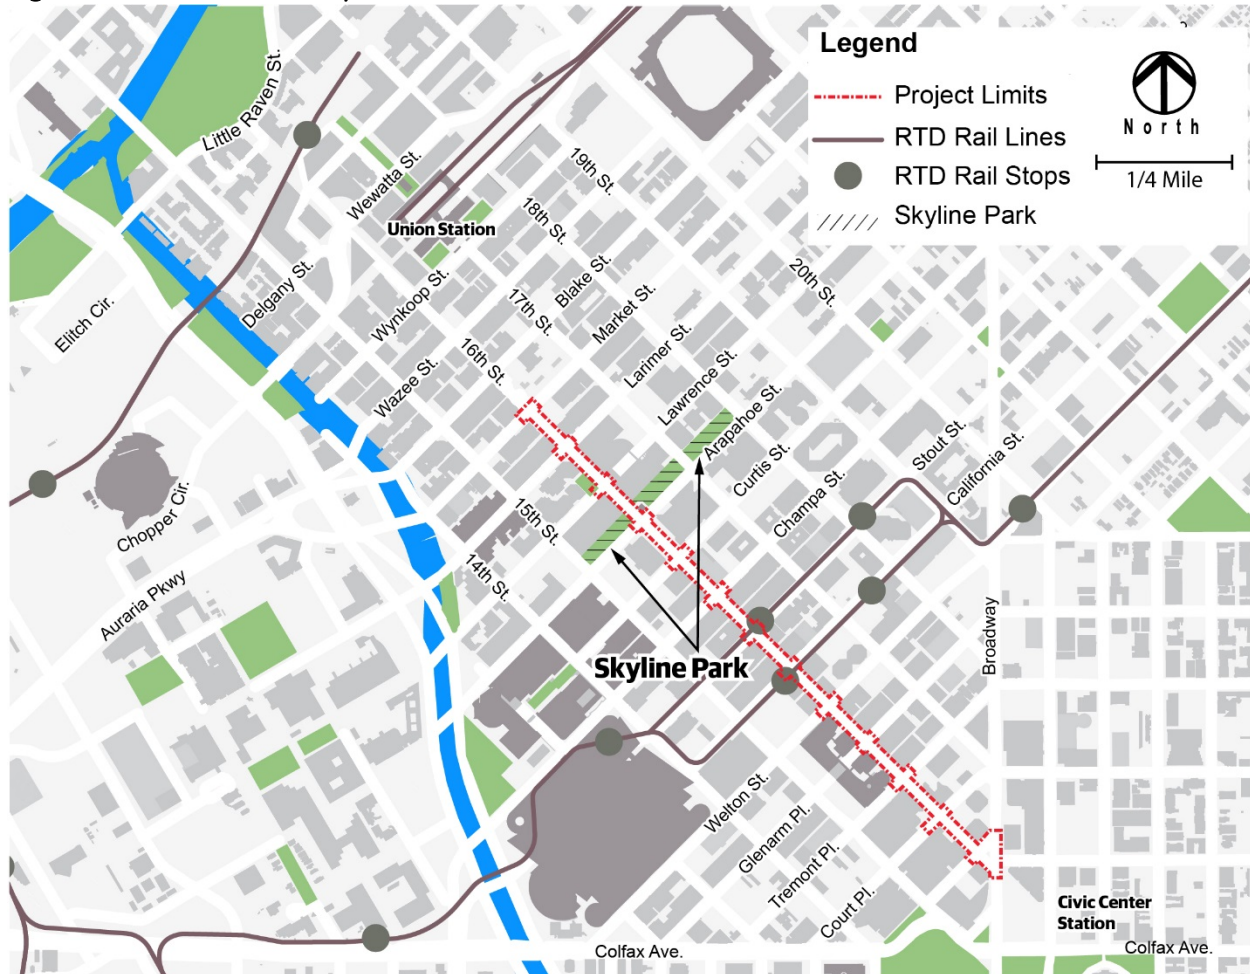 Legend
Project Limits
RTD Rail Lines
RTD Rail Stops
Skyline Park
North
1/4 Mile
Little Raven St.
Wewatta St.
19th St.
Union Station
18th St.
Delgany St.
Wynkoop St.
Blake St.
20th St.
Elitch Cir.
17th St.
Market St.
16th St.
Larimer St.
Wazee St.
Lawrence St.
Arapahoe St.
Curtis St.
Stout St.
California St.
Chopper Cir.
Champa St.
15th St.
14th St.
Auraria Pkwy
Broadway
Skyline Park
Welton St.
Glenarm Pl.
Tremont Pl.
Court Pl.
Civic Center
Station
Colfax Ave.
Colfax Ave.